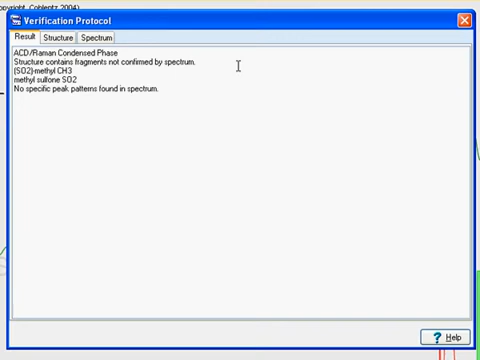 opyright, Coblentz 2004)
Verification Protocol
Result Structure Spectrum
ACD/Raman Condensed Phase
Structure contains fragments not confirmed by spectrum.
(SO2)-methyl CH3
methyl sulfone SO2
No specific peak patterns found in spectrum.
? Help